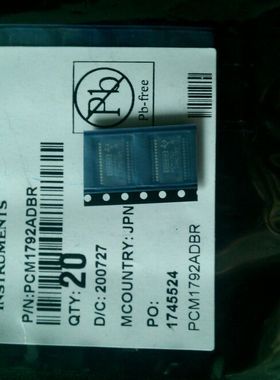 Pb
Pb-free
INSTRUMENTS
P/N:PCM1792ADBR
QTY: 20
D/C: 200727
MCOUNTRY: JPN
PO:
1745524
PCM1792ADBR